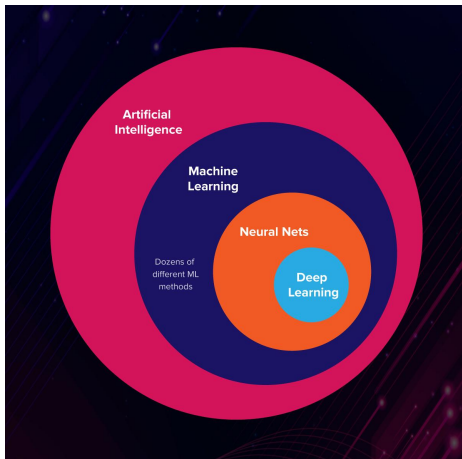 Artificial
Intelligence
Machine
Learning
Neural Nets
Dozens of
different ML
methods
Deep
Learning